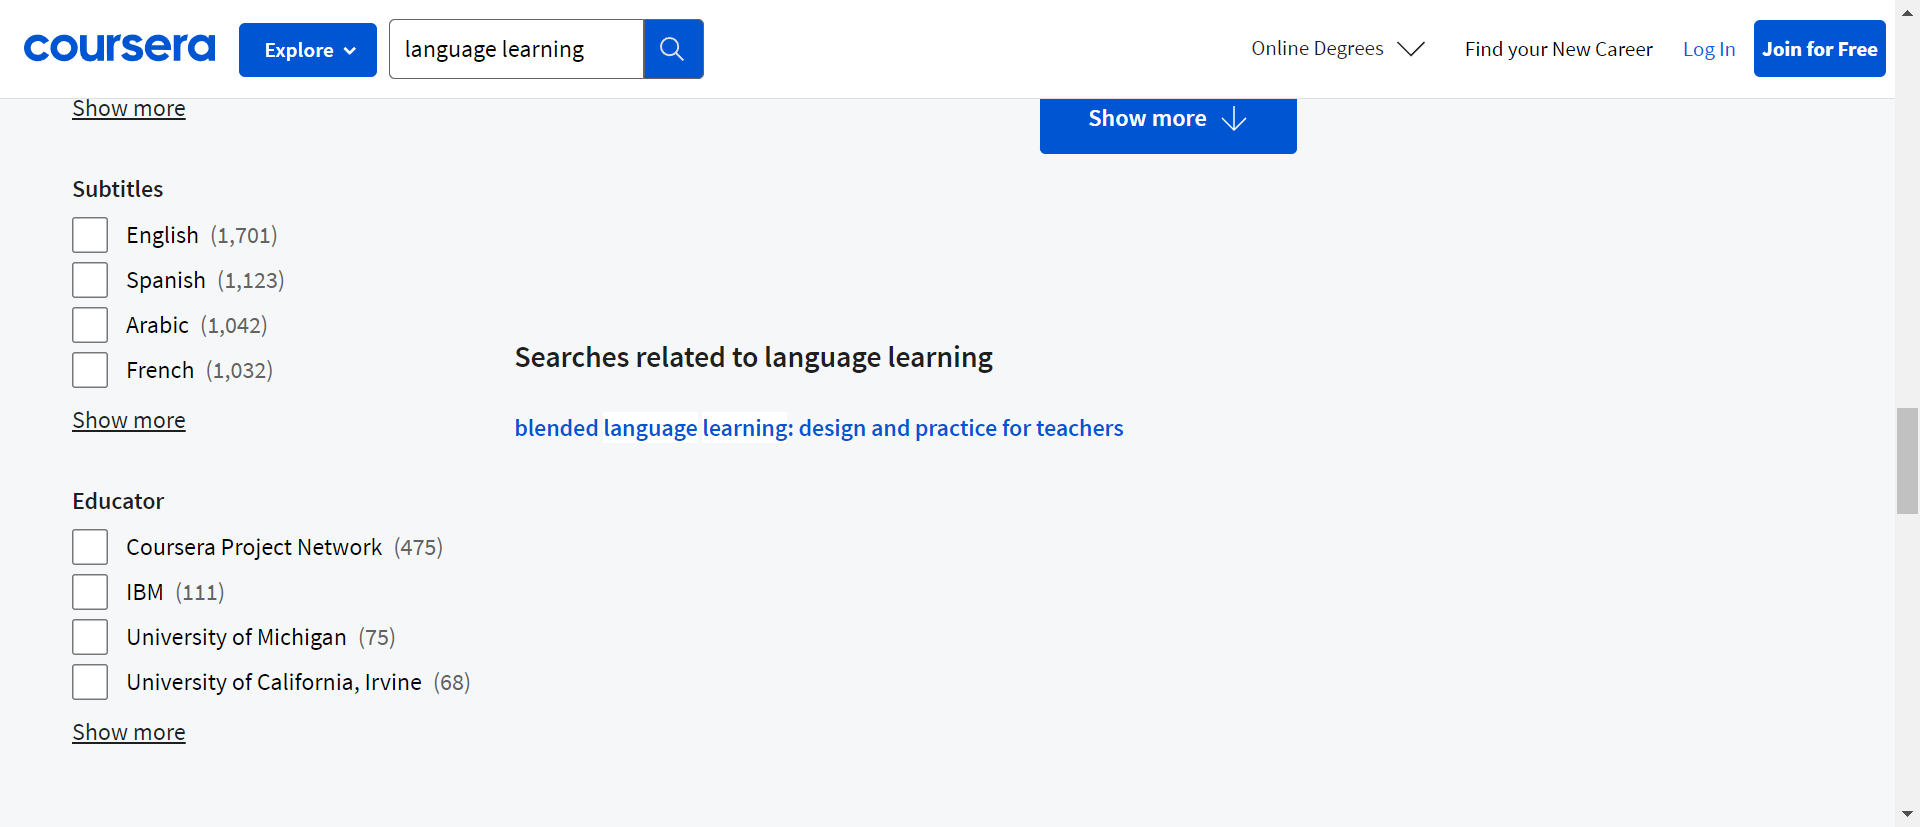 coursera
Explore
language learning
Online Degrees
Find your New Career
Log In
Join for Free
Show more
Show more
Subtitles
English (1,701)
Spanish (1,123)
Arabic (1,042)
French (1,032)
Show more
Searches related to language learning
blended language learning: design and practice for teachers
Educator
Coursera Project Network (475)
IBM (111)
University of Michigan (75)
University of California, Irvine (68)
Show more